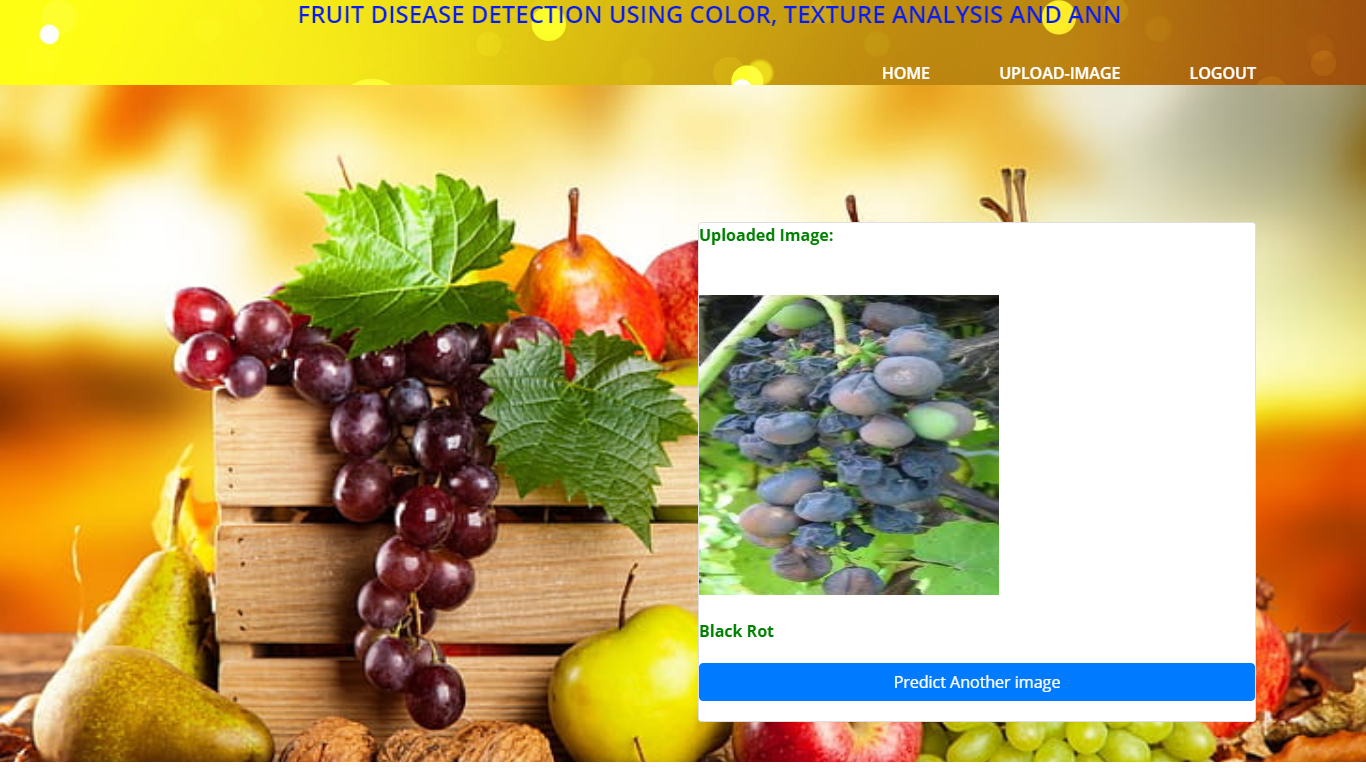 FRUIT DISEASE DETECTION USING COLOR, TEXTURE ANALYSIS AND ANN
HOME UPLOAD-IMAGE LOGOUT
Uploaded Image:
Black Rot
Predict Another image